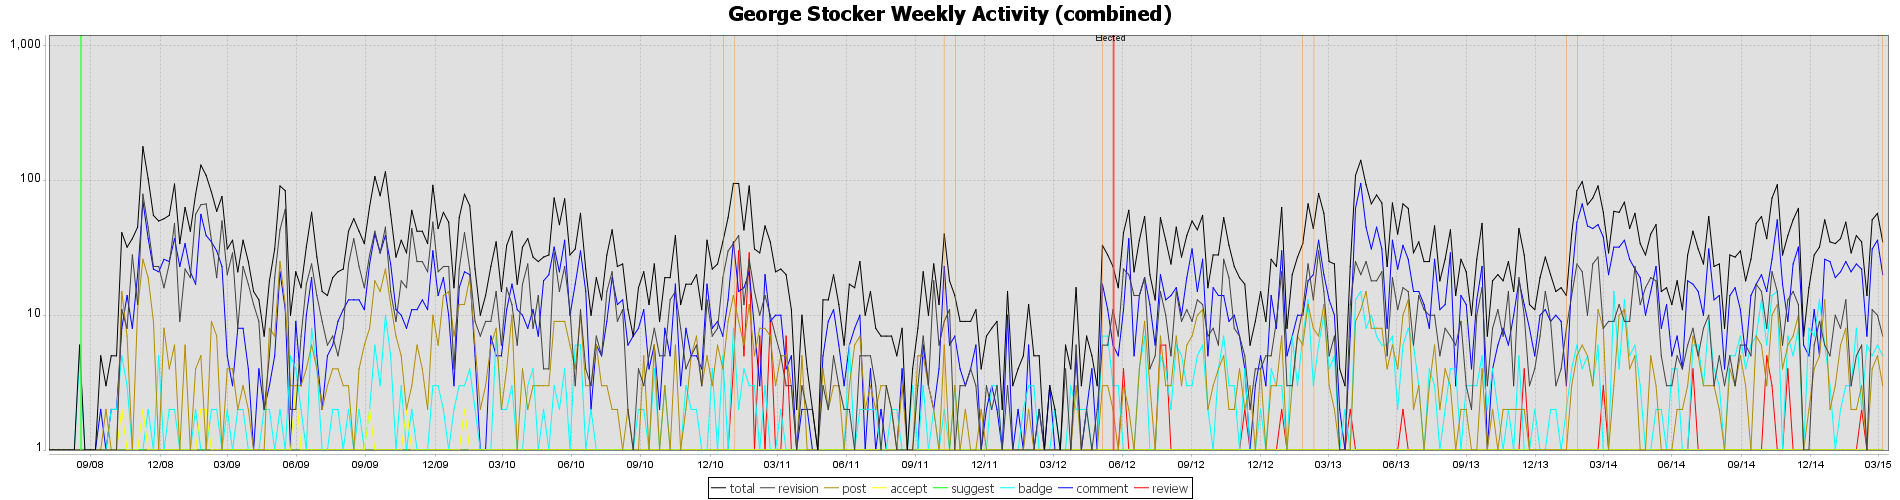 George Stocker Weekly Activity (combined)
Elected
1,000
100
10
1
09/08 12/08 03/09 06/09 09/09 12/09 03/10 06/10 09/10 12/10 03/11 06/11 09/11 12/11 03/12 06/12 09/12 12/12 03/13 06/13 09/13 12/13 03/14 06/14 09/14 12/14 03/15
total revision post accept suggest badge comment review